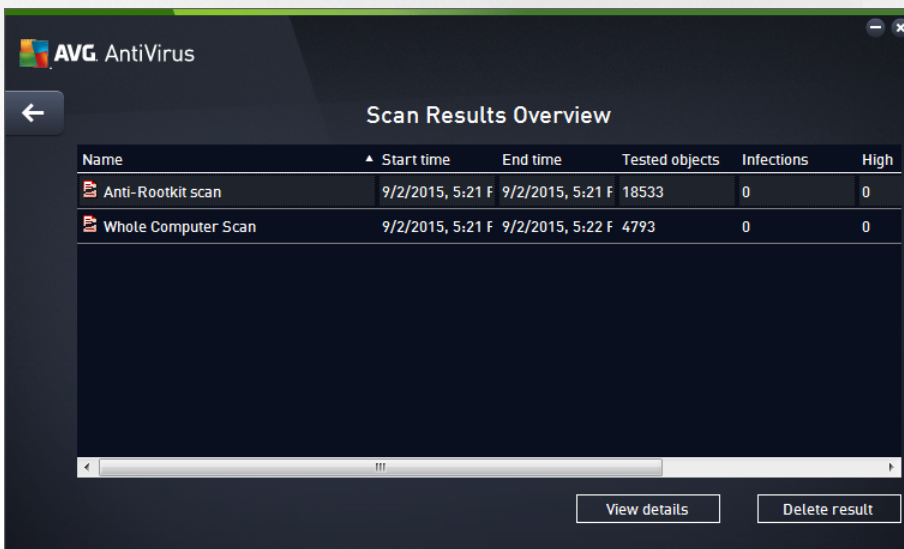 AVG. AntiVirus
Scan Results Overview
Name Start time End time Tested objects Infections High
Anti-Rootkit scan 9/2/2015, 5:21 9/2/2015, 5:21 18533 0 0
Whole Computer Scan 9/2/2015, 5:21 9/2/2015, 5:22 4793 0 0
View details Delete result